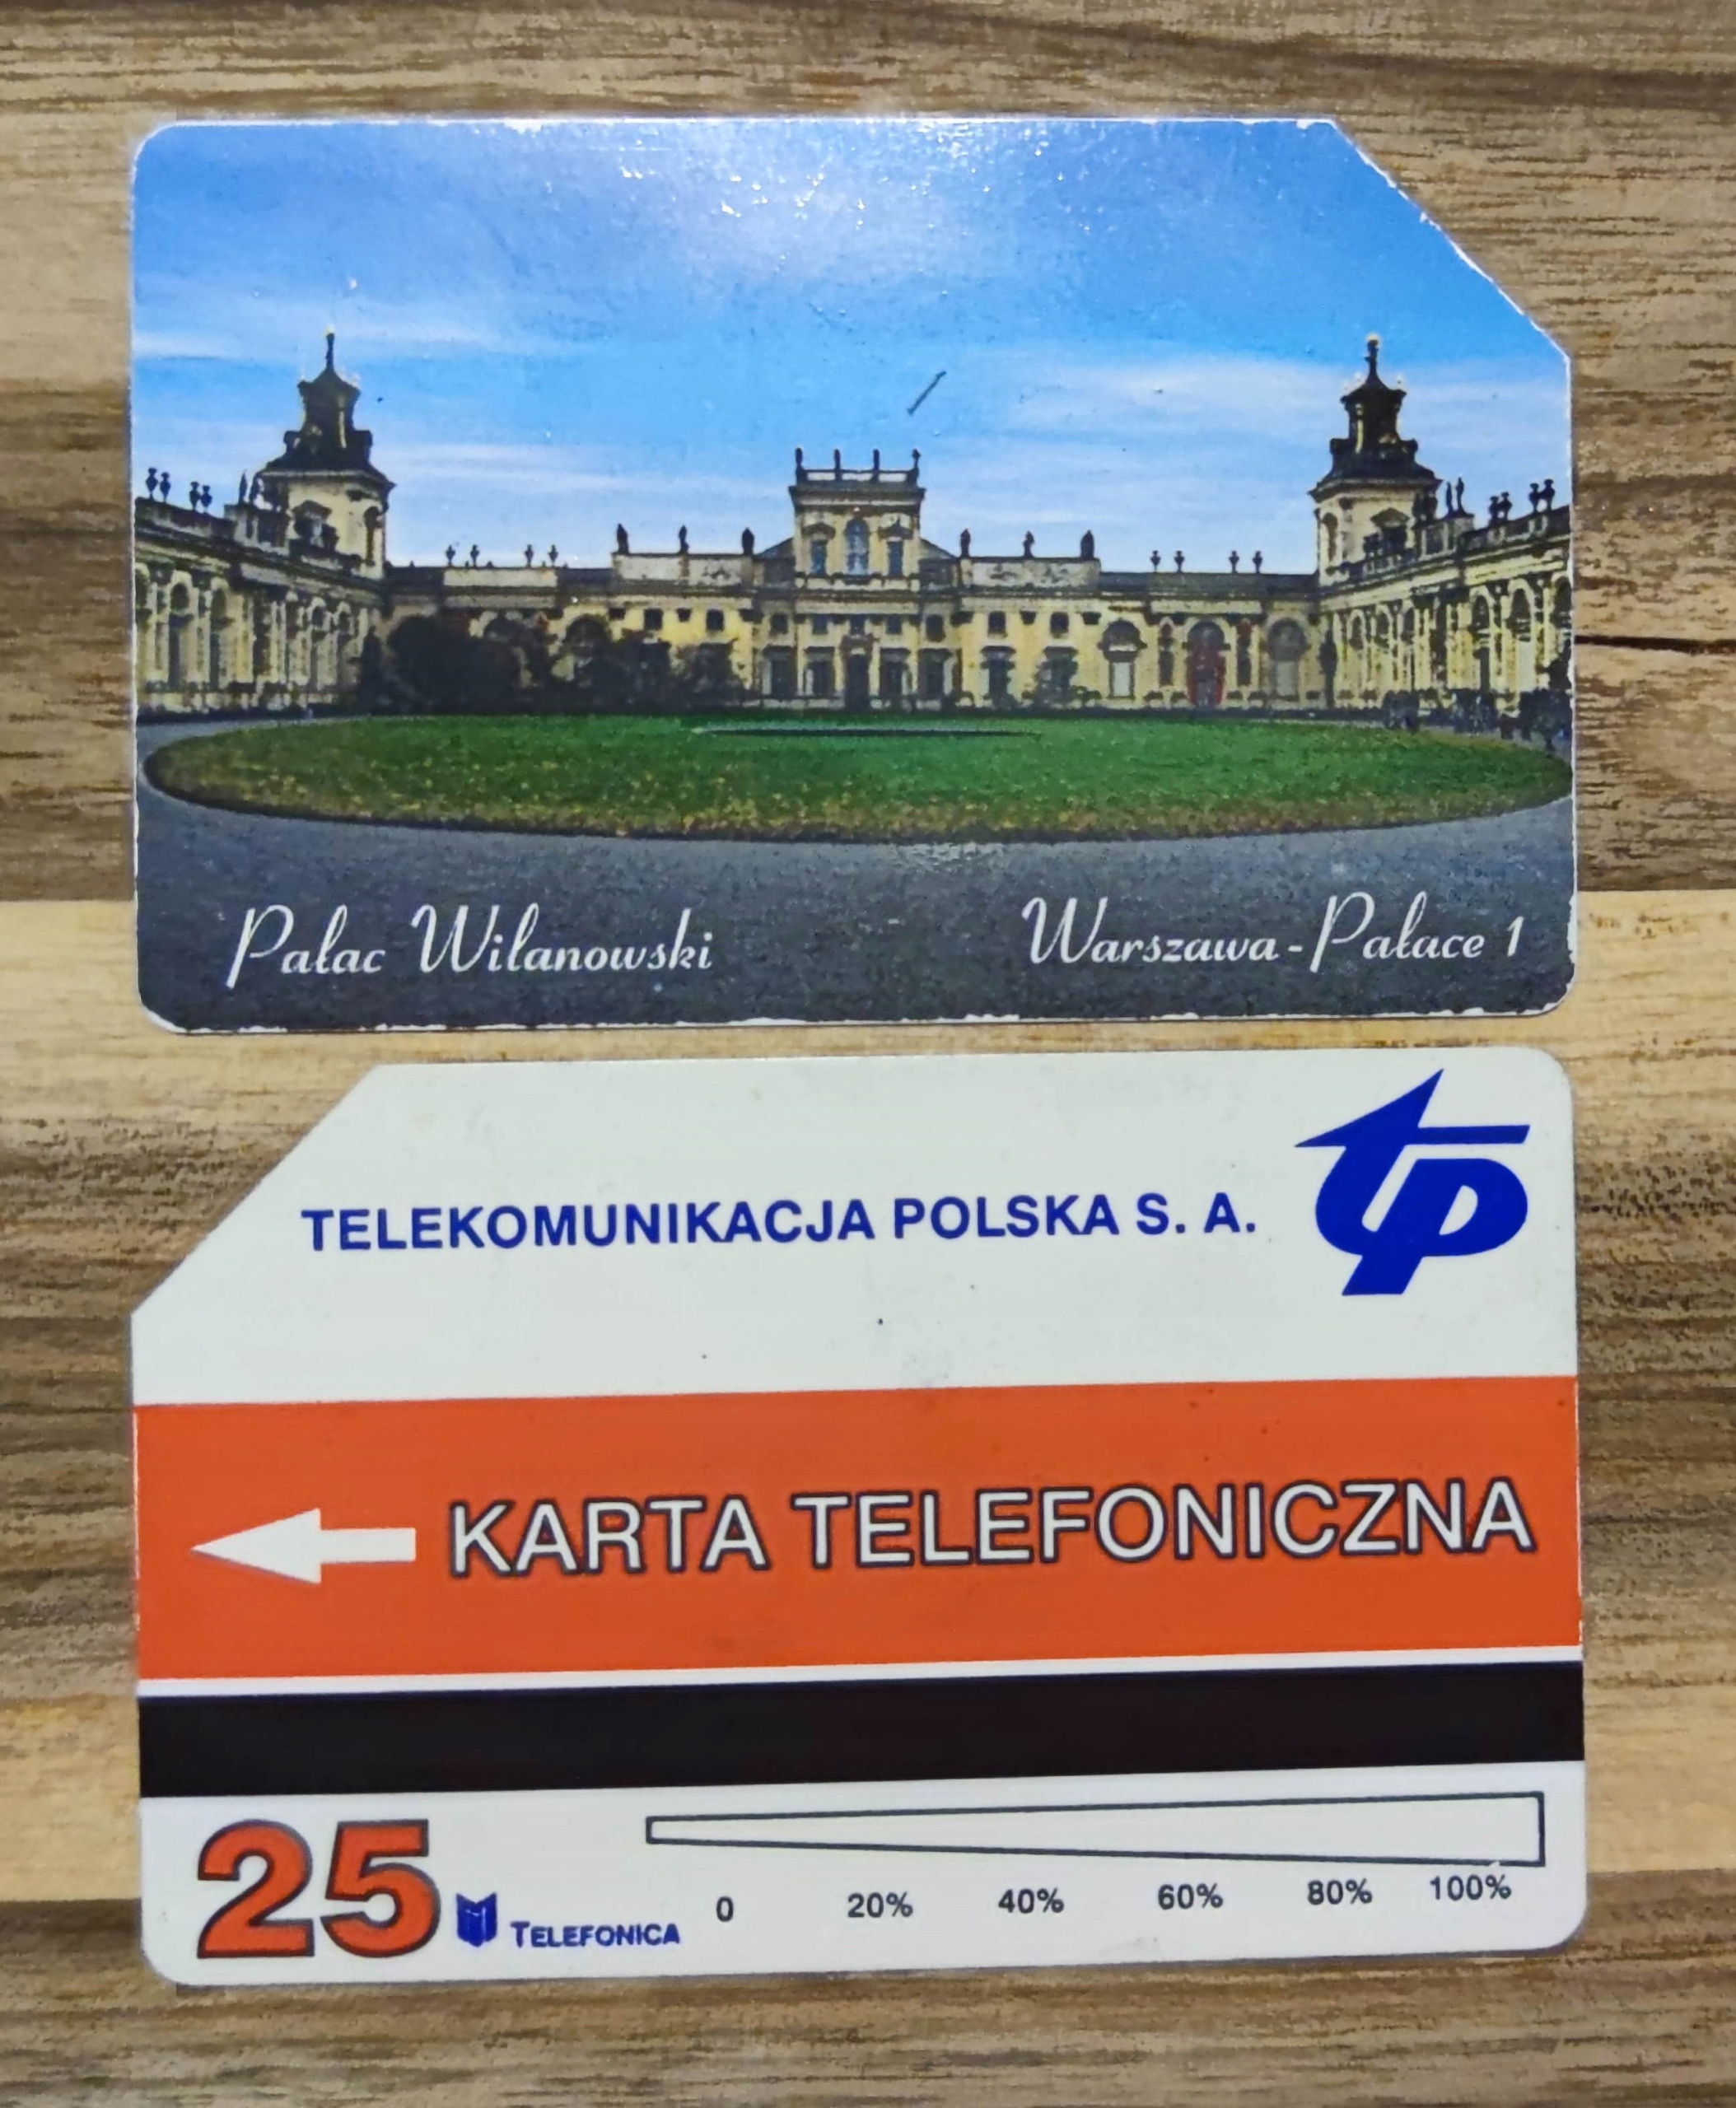 Pałac Wilanowski
Warszawa-Pałace 1
TELEKOMUNIKACJA POLSKA S. A.
tp
KARTA TELEFONICZNA
25
TELEFONICA
0 20% 40% 60% 80% 100%